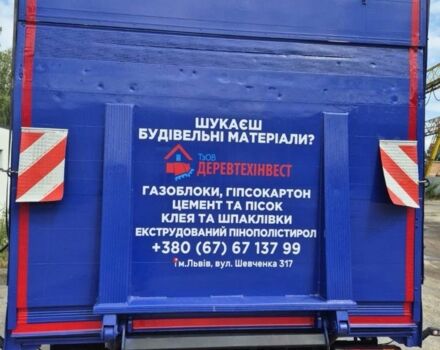 ШУКАЄШ
БУДІВЕЛЬНІ МАТЕРІАЛИ?
ТзОВ
ДЕРЕВТЕХІНВЕСТ
ГАЗОБЛОКИ, ГІПСОКАРТОН
ЦЕМЕНТ ТА ПІСОК
КЛЕЯ ТА ШПАКЛІВКИ
ЕКСТРУДОВАНИЙ ПІНОПОЛІСТИРОЛ
+380 (67) 67 137 99
м.Львів, вул. Шевченка 317